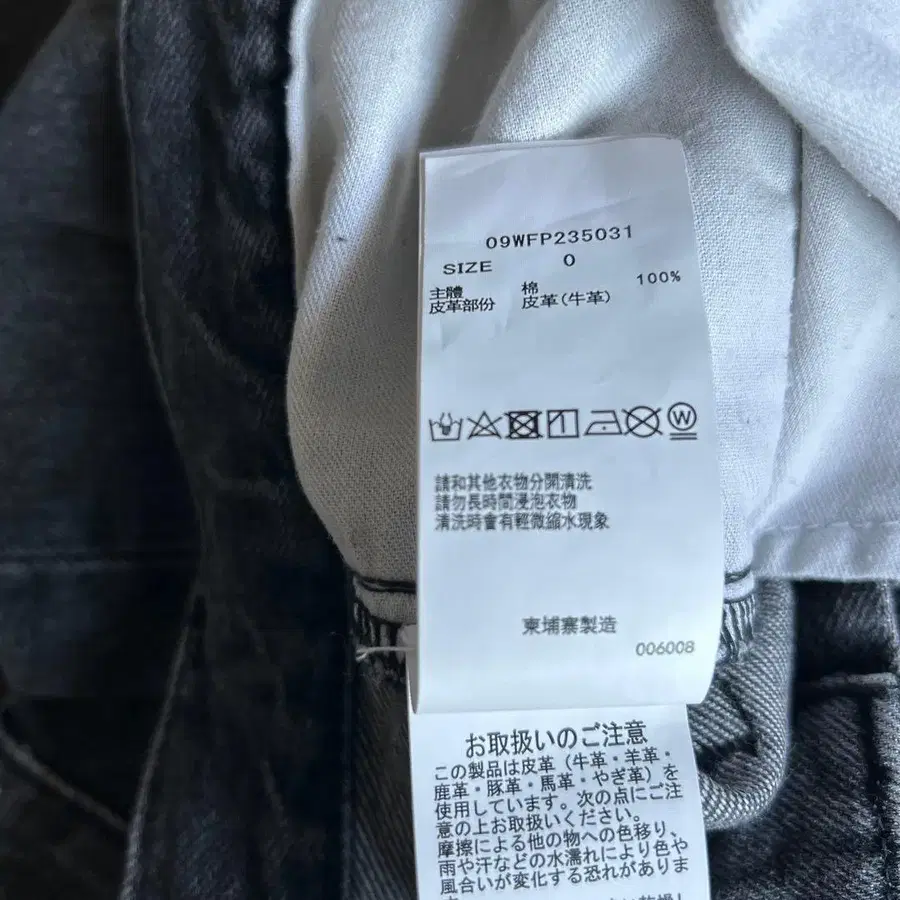 09WFP235031
SIZE 0
主體 棉 100%
皮革部份 皮革(牛革)
W
請和其他衣物分開清洗
請勿長時間浸泡衣物
清洗時會有輕微縮水現象
柬埔寨製造
006008
お取扱いのご注意
この製品は皮革（牛革・羊革・
鹿革・豚革・馬革・やぎ革）を
使用しています。次の点にご注
意の上お取扱いください。
摩擦による他の物への色移り、
雨や汗などの水濡れにより色や
風合いが変化する恐れがありま